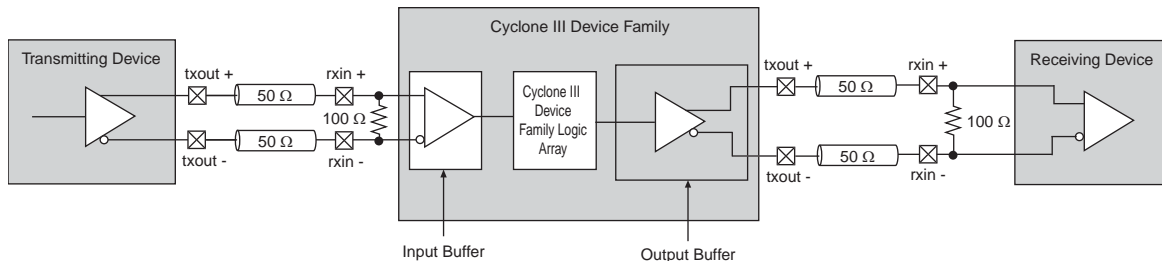 Cyclone III Device Family
Transmitting Device
txout +
rxin +
50 Ω
100 Ω
50 Ω
txout -
rxin -
Cyclone III
Device
Family Logic
Array
Input Buffer
Output Buffer
txout +
rxin +
50 Ω
100 Ω
50 Ω
txout -
rxin -
Receiving Device